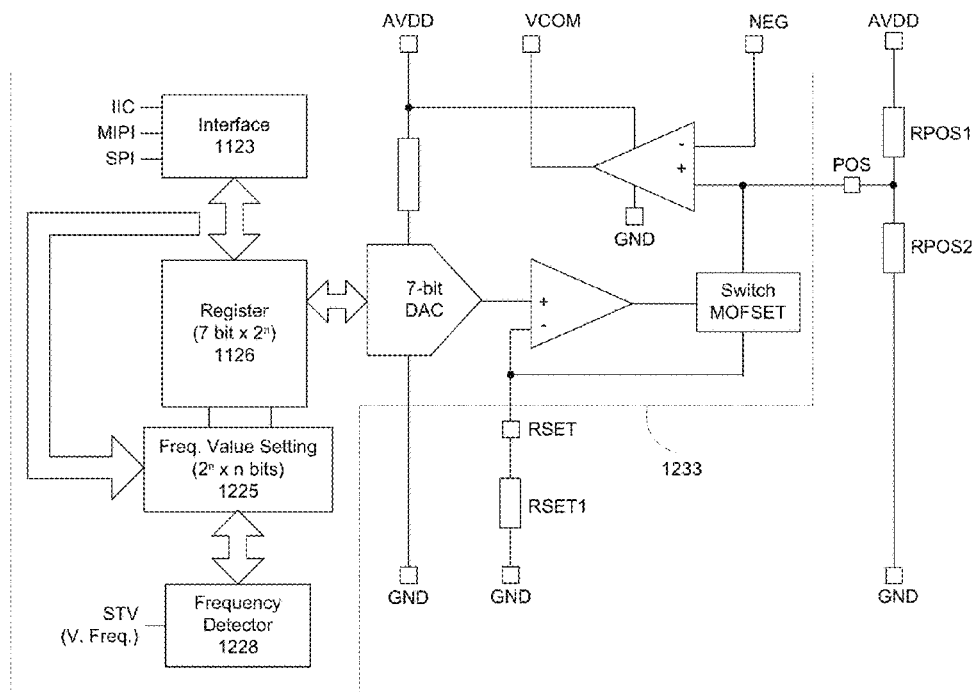 AVDD
VCOM
NEG
AVDD
IIC
MIPI
SPI
Interface
1123
-
+
RPOS1
POS
GND
RPOS2
7-bit
DAC
+
-
Switch
MOFSET
Register
(7 bit x 2ⁿ)
1126
RSET
1233
Freq. Value Setting
(2ⁿ x n bits)
1225
RSET1
GND
GND
GND
STV
(V. Freq.)
Frequency
Detector
1228